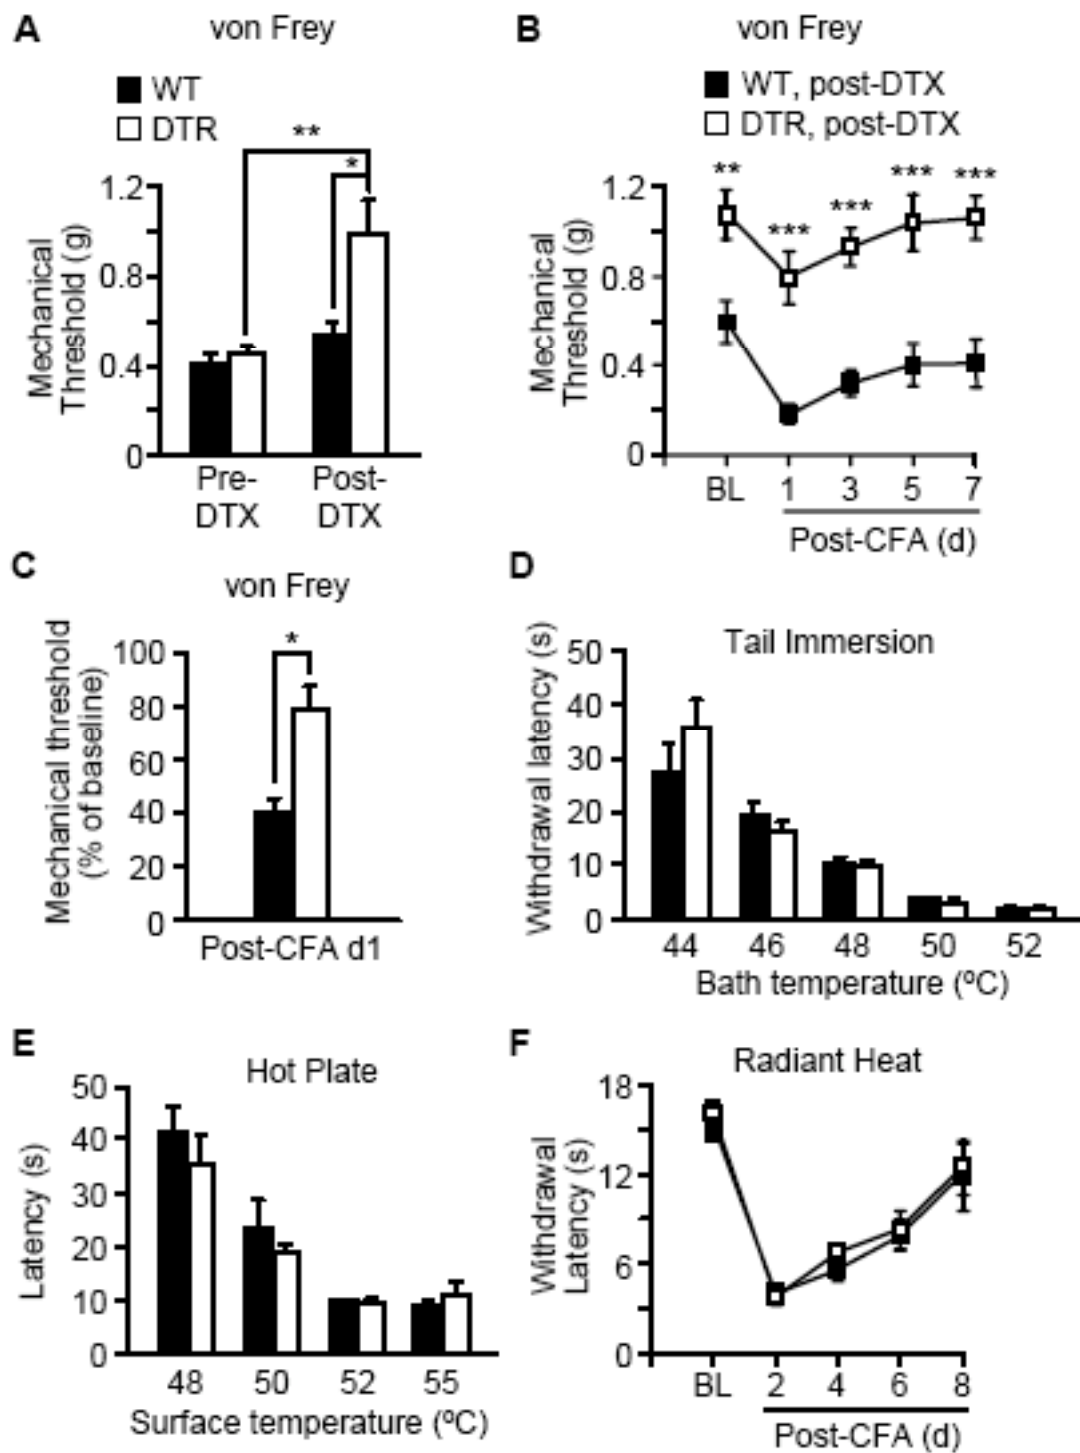 A
von Frey
WT
DTR
**
*
1.2
0.8
0.4
0
Mechanical
Threshold (g)
Pre-
DTX
Post-
DTX
B
von Frey
WT, post-DTX
DTR, post-DTX
**
***
***
***
***
1.2
0.8
0.4
0
Mechanical
Threshold (g)
BL 1 3 5 7
Post-CFA (d)
C
von Frey
*
100
80
60
40
20
0
Mechanical threshold
(% of baseline)
Post-CFA d1
D
Tail Immersion
50
40
30
20
10
0
Withdrawal latency (s)
44 46 48 50 52
Bath temperature (ºC)
E
Hot Plate
50
40
30
20
10
0
Latency (s)
48 50 52 55
Surface temperature (ºC)
F
Radiant Heat
18
12
6
0
Withdrawal
Latency (s)
BL 2 4 6 8
Post-CFA (d)